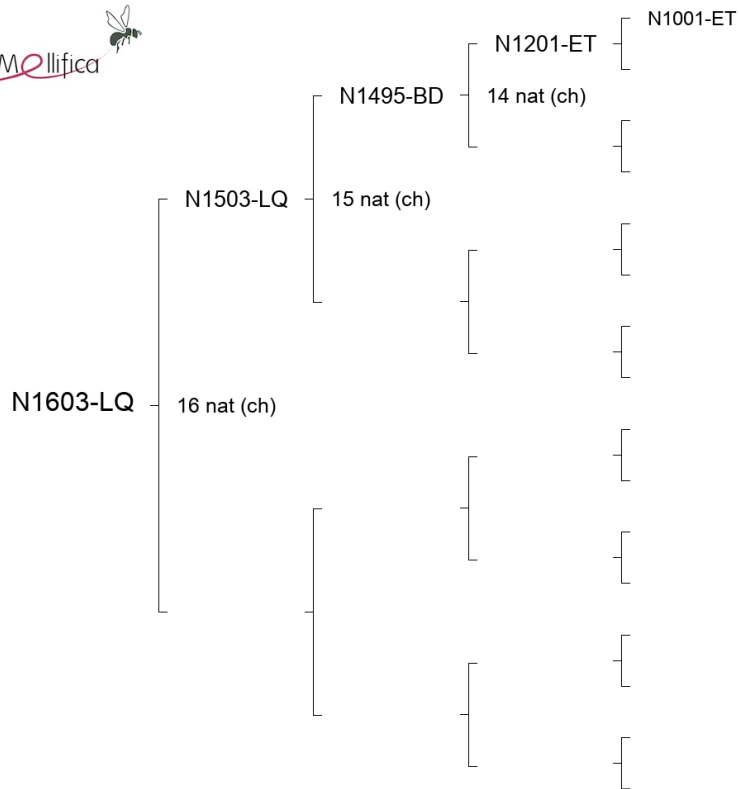 Mellifica
N1001-ET
N1201-ET
N1495-BD
14 nat (ch)
N1503-LQ
15 nat (ch)
N1603-LQ
16 nat (ch)